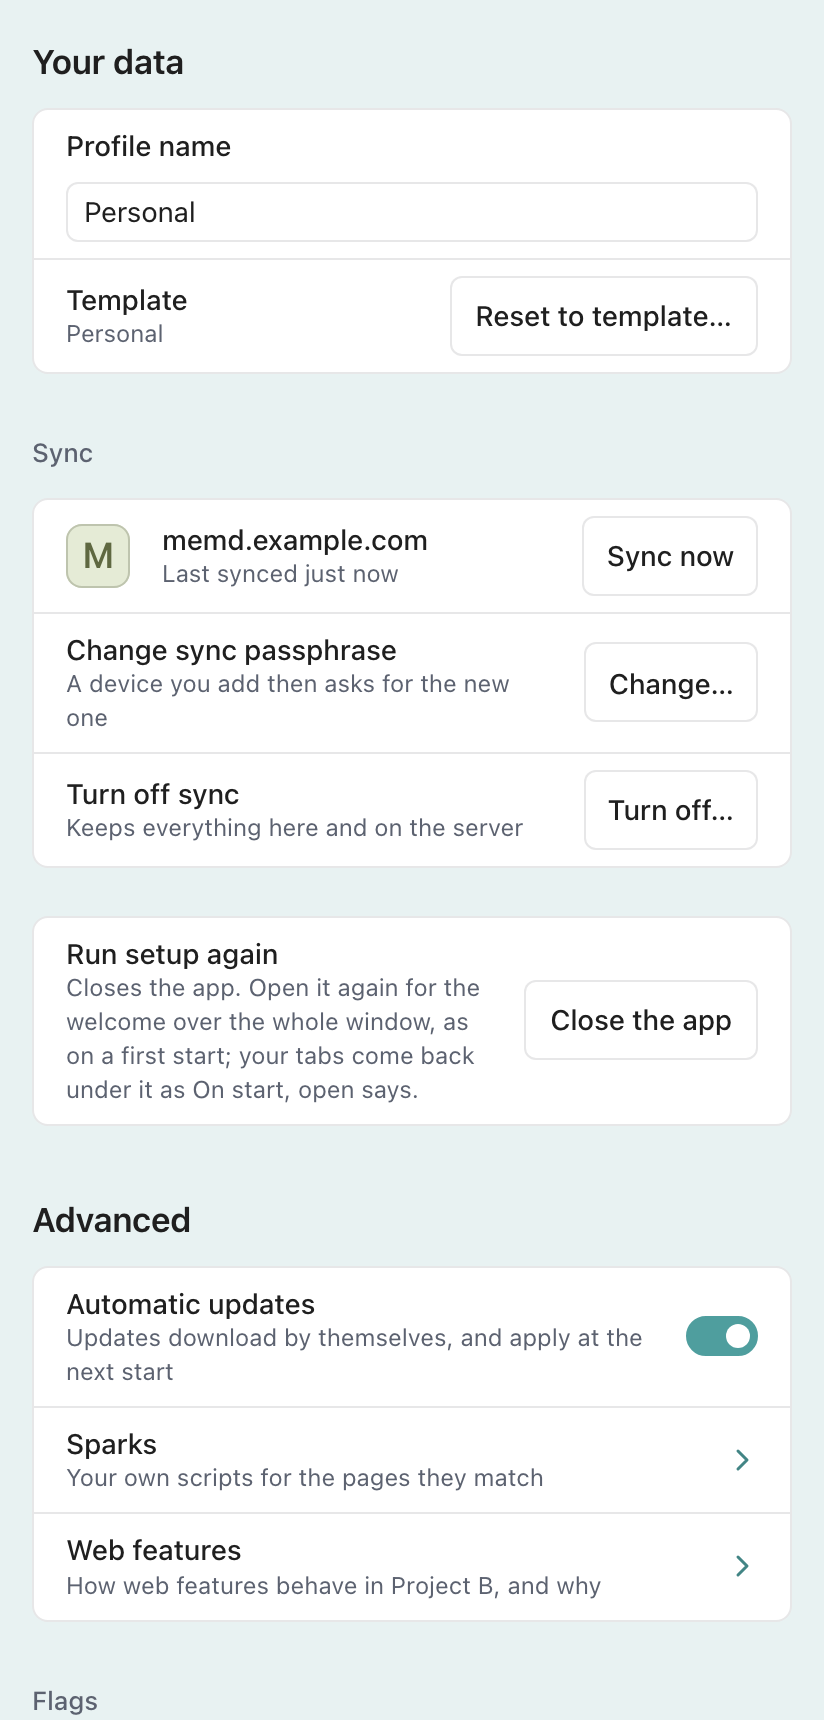 Your data
Profile name
Personal
Template
Personal
Reset to template...
Sync
M
memd.example.com
Last synced just now
Sync now
Change sync passphrase
A device you add then asks for the new
one
Change...
Turn off sync
Keeps everything here and on the server
Turn off...
Run setup again
Closes the app. Open it again for the
welcome over the whole window, as
on a first start; your tabs come back
under it as On start, open says.
Close the app
Advanced
Automatic updates
Updates download by themselves, and apply at the
next start
Sparks
Your own scripts for the pages they match
Web features
How web features behave in Project B, and why
Flags